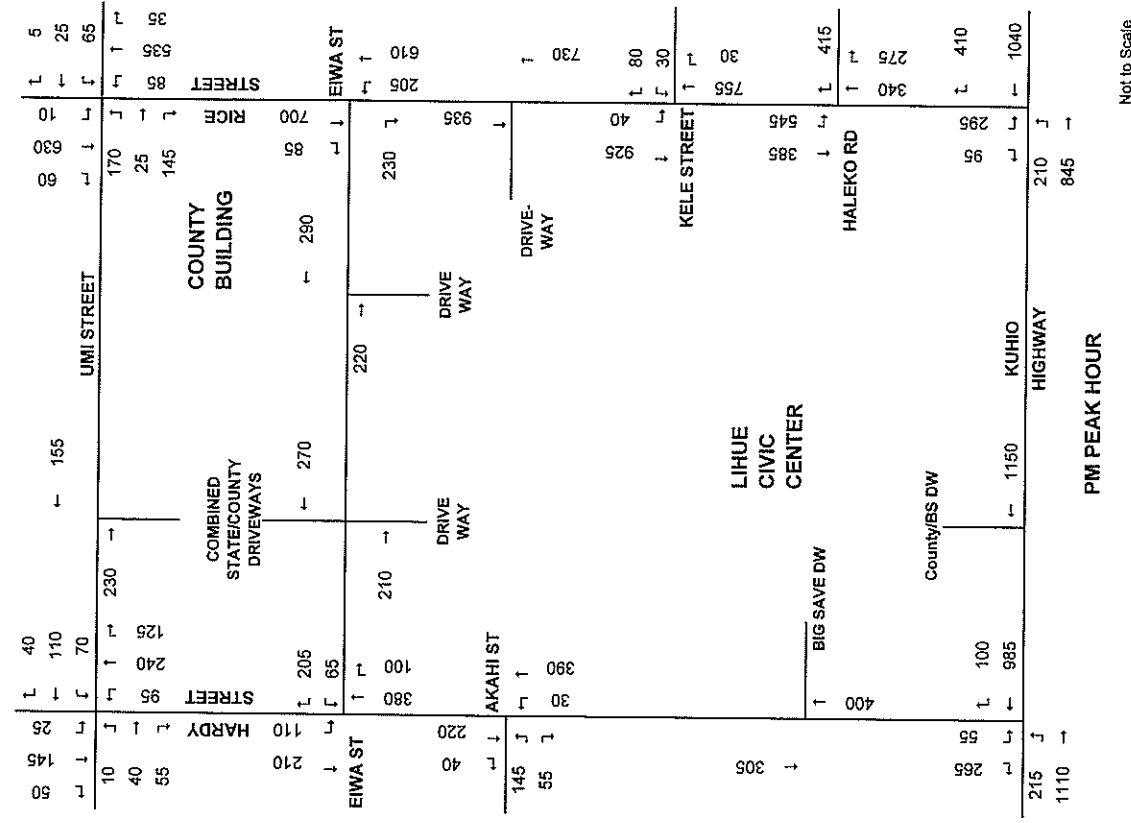 5
25
65
35
535
85
STREET
RICE
10
630
60
170
25
145
UMI STREET
155
COUNTY
BUILDING
EIWA ST
610
205
700
85
230
290
935
730
DRIVE-
WAY
DRIVE
WAY
220
80
30
40
925
KELE STREET
30
755
415
545
385
HALEKO RD
275
340
410
1040
295
95
210
845
KUHIO
HIGHWAY
1150
COMBINED
STATE/COUNTY
DRIVEWAYS
230
270
210
DRIVE
WAY
LIHUE
CIVIC
CENTER
County/BS DW
BIG SAVE DW
40
110
70
125
240
95
STREET
HARDY
25
145
50
10
40
55
205
65
100
380
110
210
EIWA ST
AKAHI ST
390
30
220
40
145
55
305
400
100
985
55
265
215
1110
PM PEAK HOUR
Not to Scale